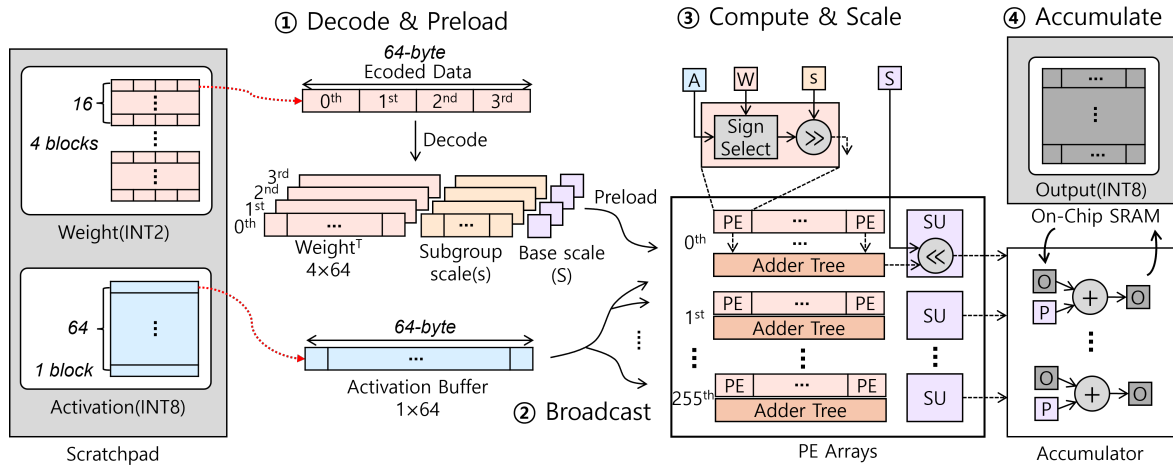 ① Decode & Preload
③ Compute & Scale
④ Accumulate
64-byte
Ecoded Data
0th 1st 2nd 3rd
16
4 blocks
Weight(INT2)
Decode
3rd
2nd
1st
0th
Weight^T
4×64
Subgroup
scale(s)
Base scale
(S)
Preload
64
1 block
Activation(INT8)
Scratchpad
64-byte
Activation Buffer
1×64
② Broadcast
A W s S
Sign
Select
>>
PE ... PE
0th
...
Adder Tree
SU
<<
1st
PE ... PE
Adder Tree
SU
255th
PE ... PE
Adder Tree
SU
PE Arrays
Output(INT8)
On-Chip SRAM
O
P
+
O
O
P
+
O
Accumulator